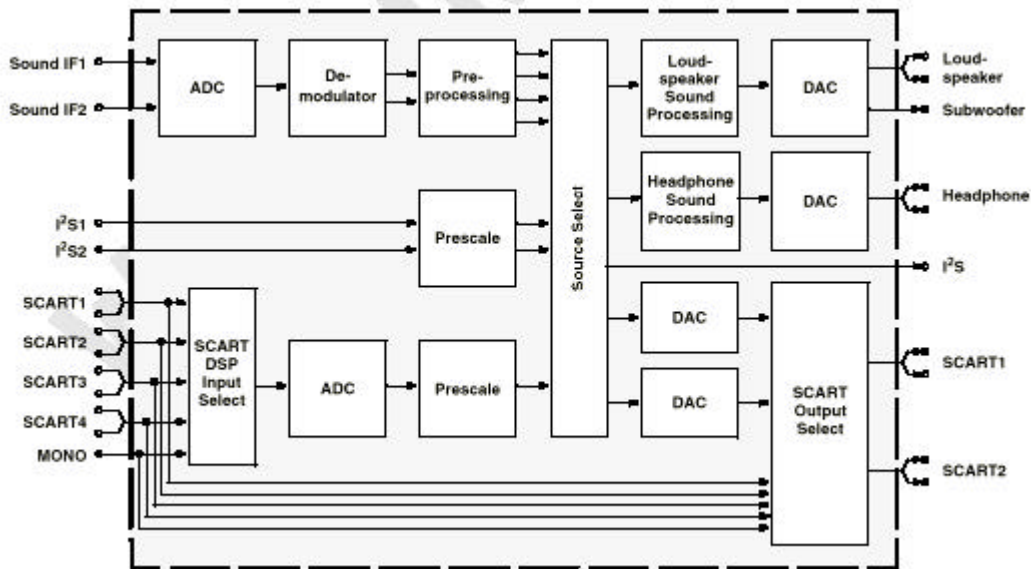 Sound IF1
Sound IF2
ADC
De-
modulator
Pre-
processing
Loud-
speaker
Sound
Processing
DAC
Loud-
speaker
Subwoofer
Headphone
Sound
Processing
DAC
Headphone
I²S1
I²S2
Prescale
Source Select
I²S
SCART1
SCART2
SCART3
SCART4
MONO
SCART
DSP
Input
Select
ADC
Prescale
DAC
DAC
SCART
Output
Select
SCART1
SCART2